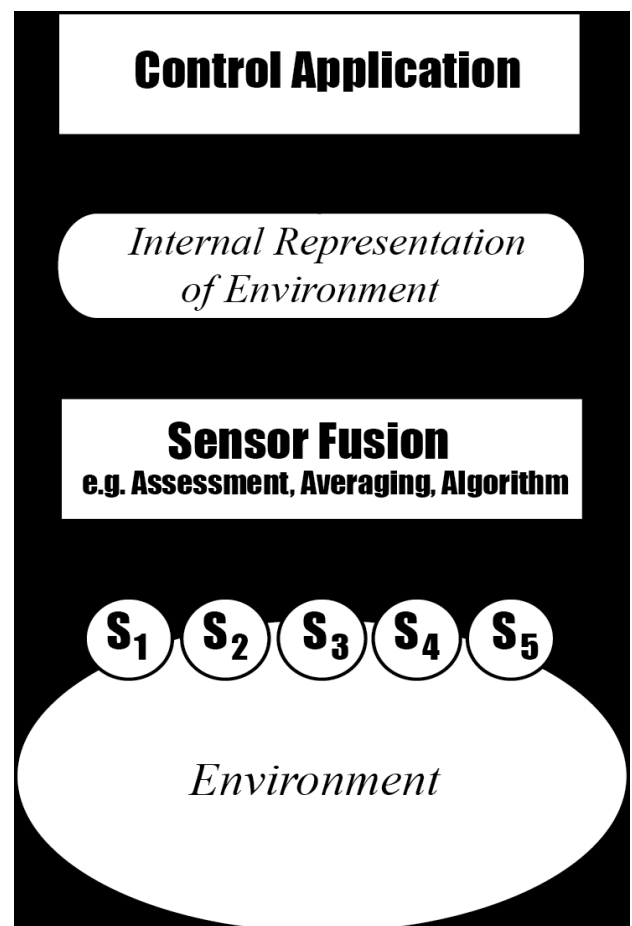 Control Application
Internal Representation
of Environment
Sensor Fusion
e.g. Assessment, Averaging, Algorithm
S1 S2 S3 S4 S5
Environment